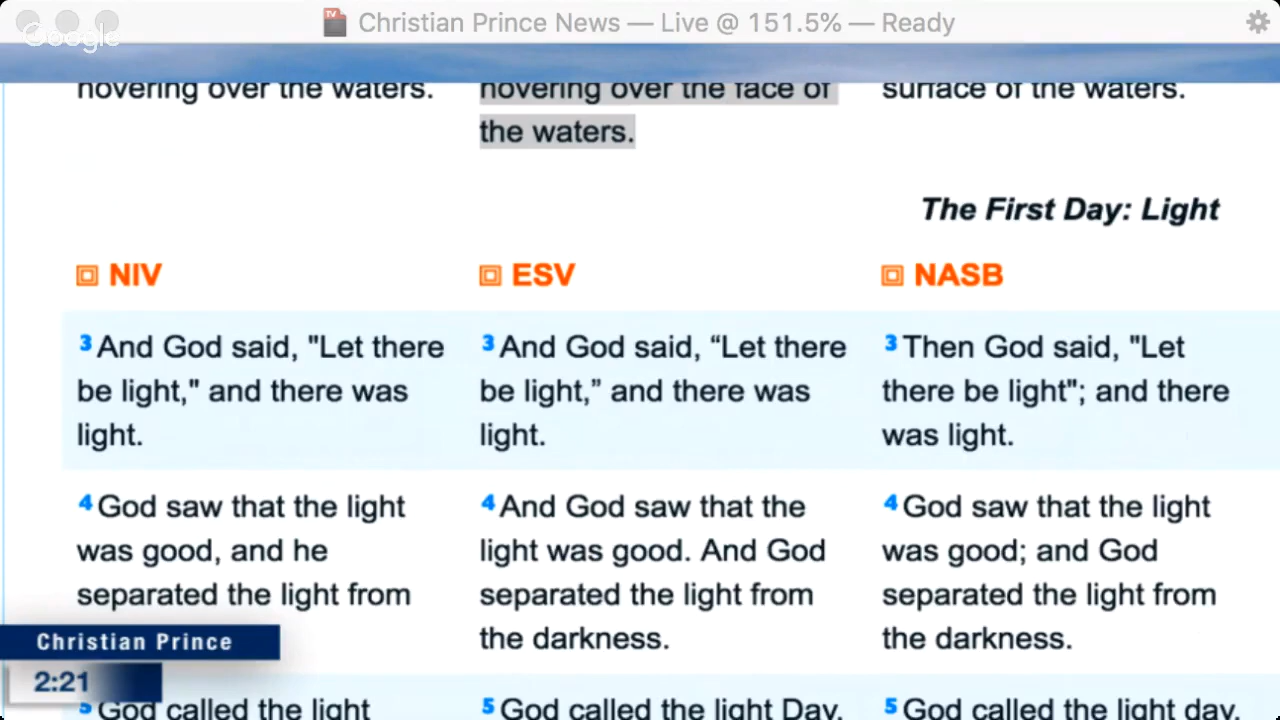 Christian Prince News — Live @ 151.5% — Ready
Google
hovering over the waters.
hovering over the face of
the waters.
surface of the waters.
The First Day: Light
NIV
3 And God said, "Let there
be light," and there was
light.
4 God saw that the light
was good, and he
separated the light from
5 God called the light
ESV
3 And God said, “Let there
be light,” and there was
light.
4 And God saw that the
light was good. And God
separated the light from
the darkness.
5 God called the light Day,
NASB
3 Then God said, "Let
there be light"; and there
was light.
4 God saw that the light
was good; and God
separated the light from
the darkness.
5 God called the light day,
Christian Prince
2:21